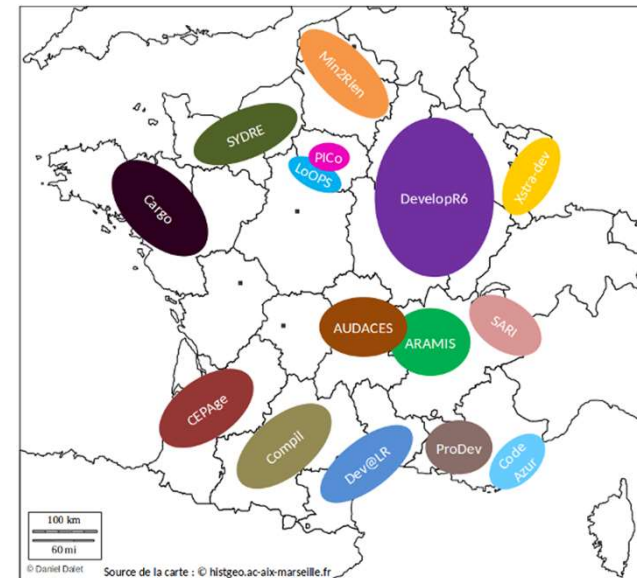 Min2Rien
SYDRE
PICo
LoOPS
Xstra-dev
Cargo
DevelopR6
AUDACES
ARAMIS
SARI
CEPAge
Compil
Dev@LR
ProDev
Code
Azur
100 km
60 mi
© Daniel Dalet
Source de la carte : © histgeo.ac-aix-marseille.fr